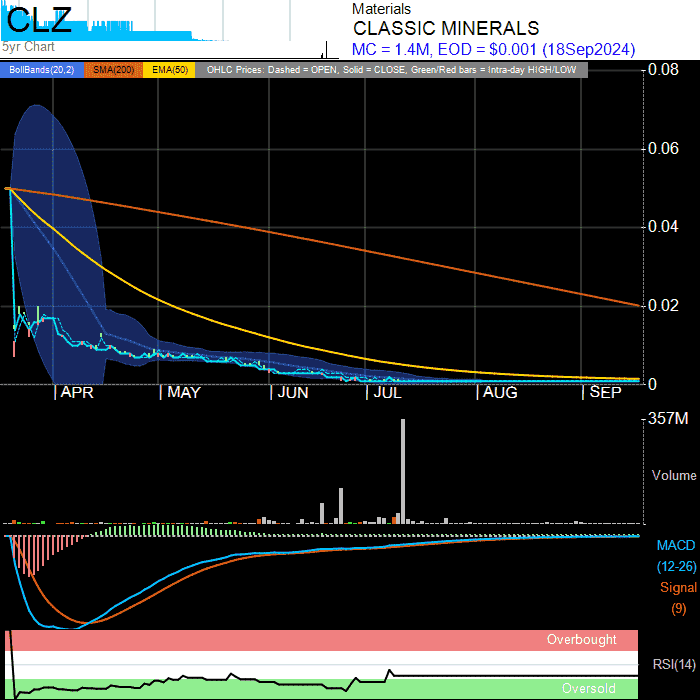 CLZ
5yr Chart
Materials
CLASSIC MINERALS
MC = 1.4M, EOD = $0.001 (18Sep2024)
BollBands(20,2) SMA(200) EMA(50) OHLC Prices: Dashed = OPEN, Solid = CLOSE, Green/Red bars = Intra-day HIGH/LOW
0.08
0.06
0.04
0.02
0
APR MAY JUN JUL AUG SEP
357M
Volume
MACD
(12-26)
Signal
(9)
Overbought
RSI(14)
Oversold